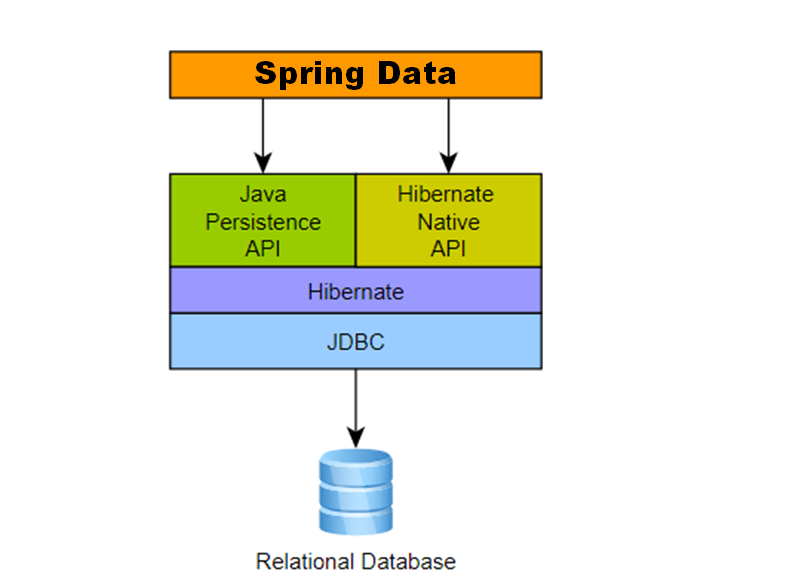 Spring Data
Java
Persistence
API
Hibernate
Native
API
Hibernate
JDBC
Relational Database